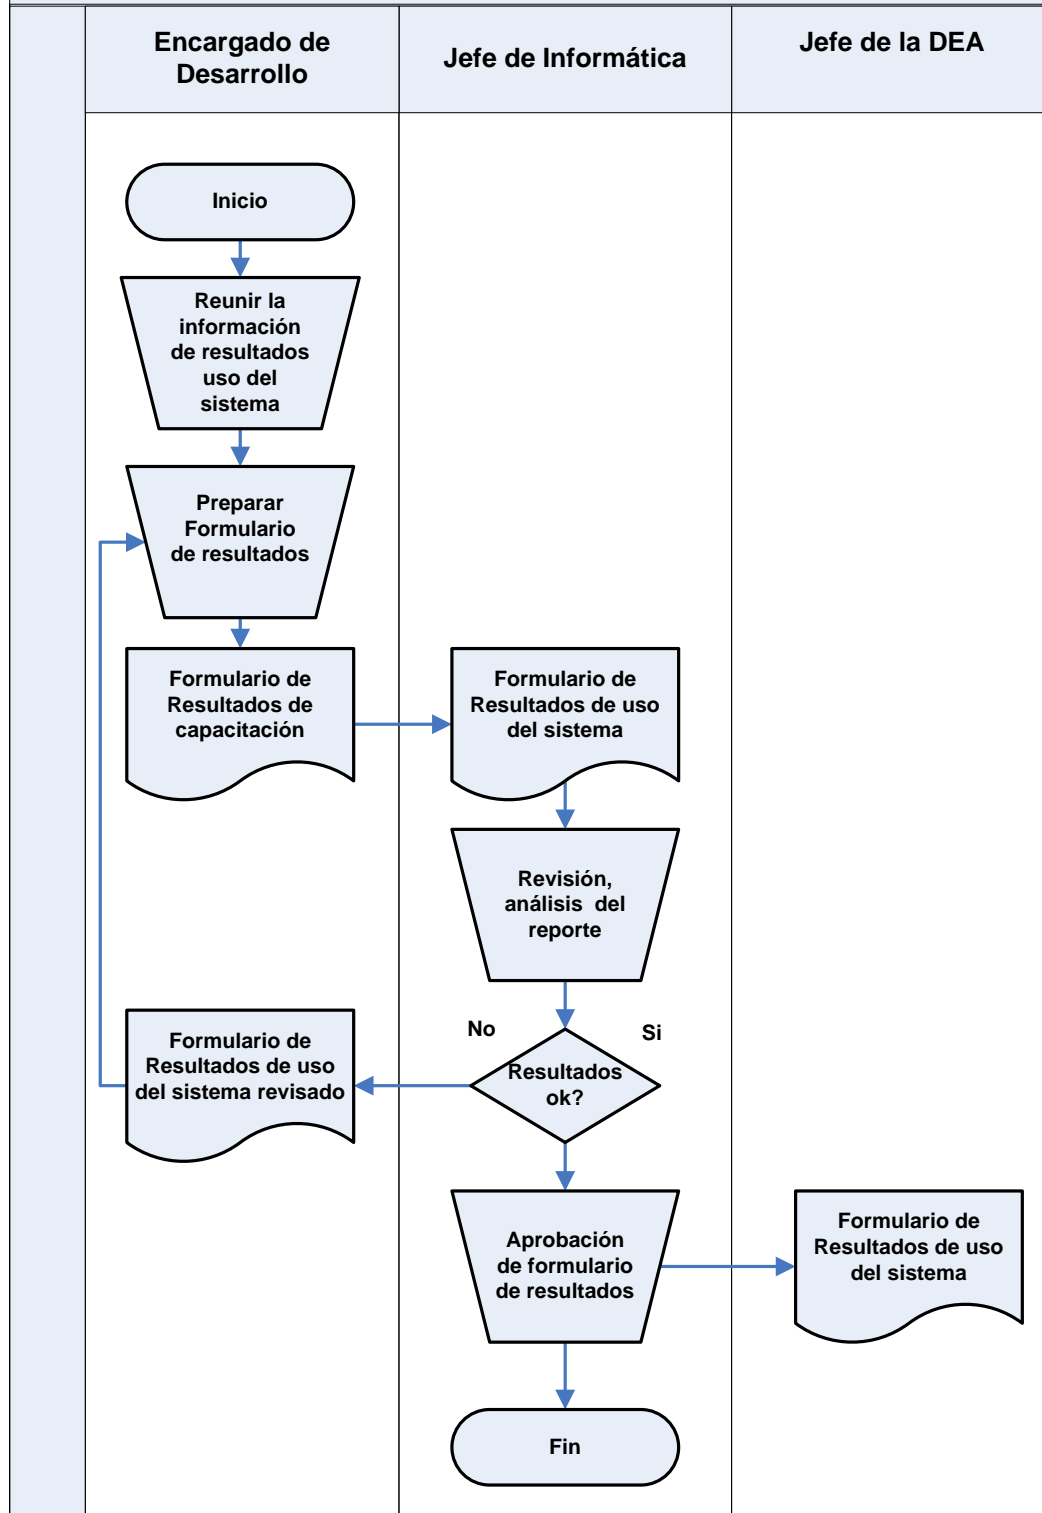 Encargado de
Desarrollo
Jefe de Informática
Jefe de la DEA
Inicio
Reunir la
información
de resultados
uso del
sistema
Preparar
Formulario
de resultados
Formulario de
Resultados de
capacitación
Formulario de
Resultados de uso
del sistema
Revisión,
análisis  del
reporte
No
Si
Resultados
ok?
Formulario de
Resultados de uso
del sistema revisado
Aprobación
de formulario
de resultados
Formulario de
Resultados de uso
del sistema
Fin